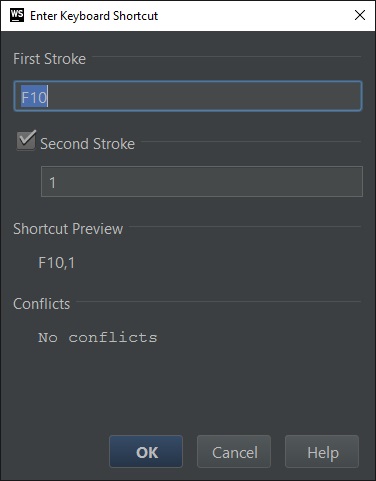 WS Enter Keyboard Shortcut
First Stroke
F10
Second Stroke
1
Shortcut Preview
F10,1
Conflicts
No conflicts
OK Cancel Help